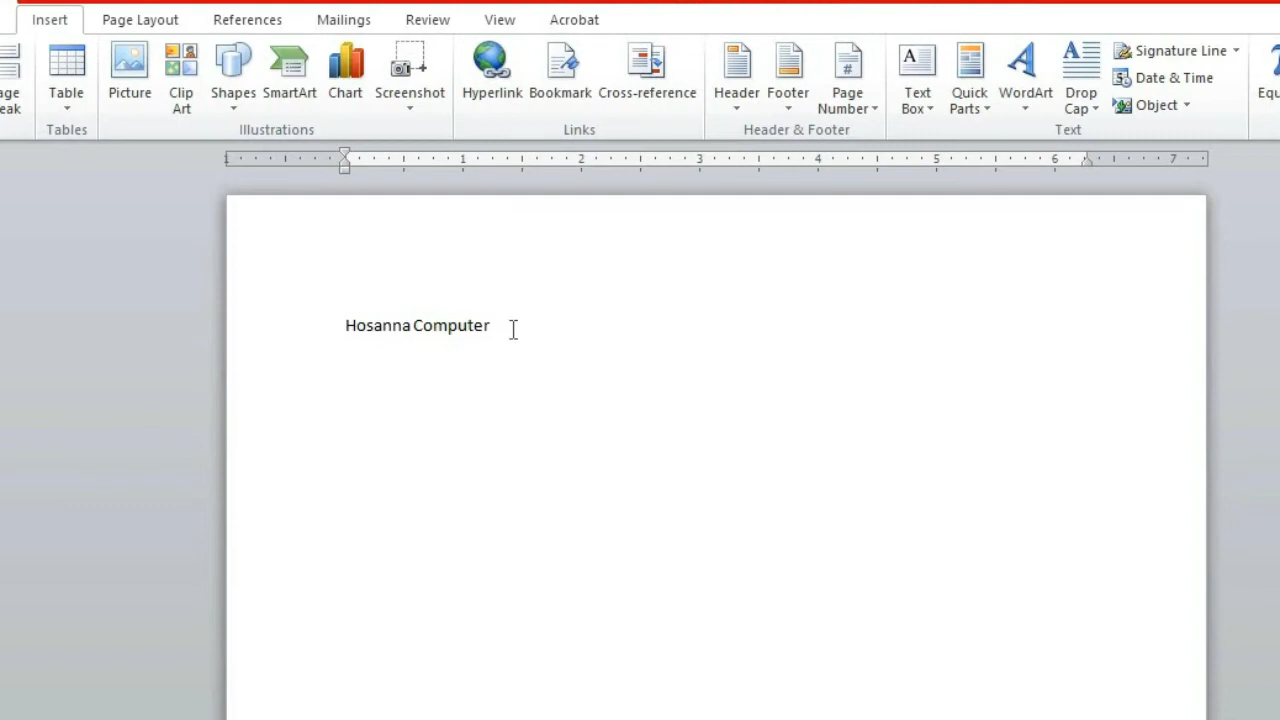 Insert Page Layout References Mailings Review View Acrobat
Table Picture Clip Art Shapes SmartArt Chart Screenshot Hyperlink Bookmark Cross-reference Header Footer Page Number Text Box Quick Parts WordArt Drop Cap Signature Line
Date & Time
Object
Tables Illustrations Links Header & Footer Text
1 1 2 3 4 5 6 7
Hosanna Computer